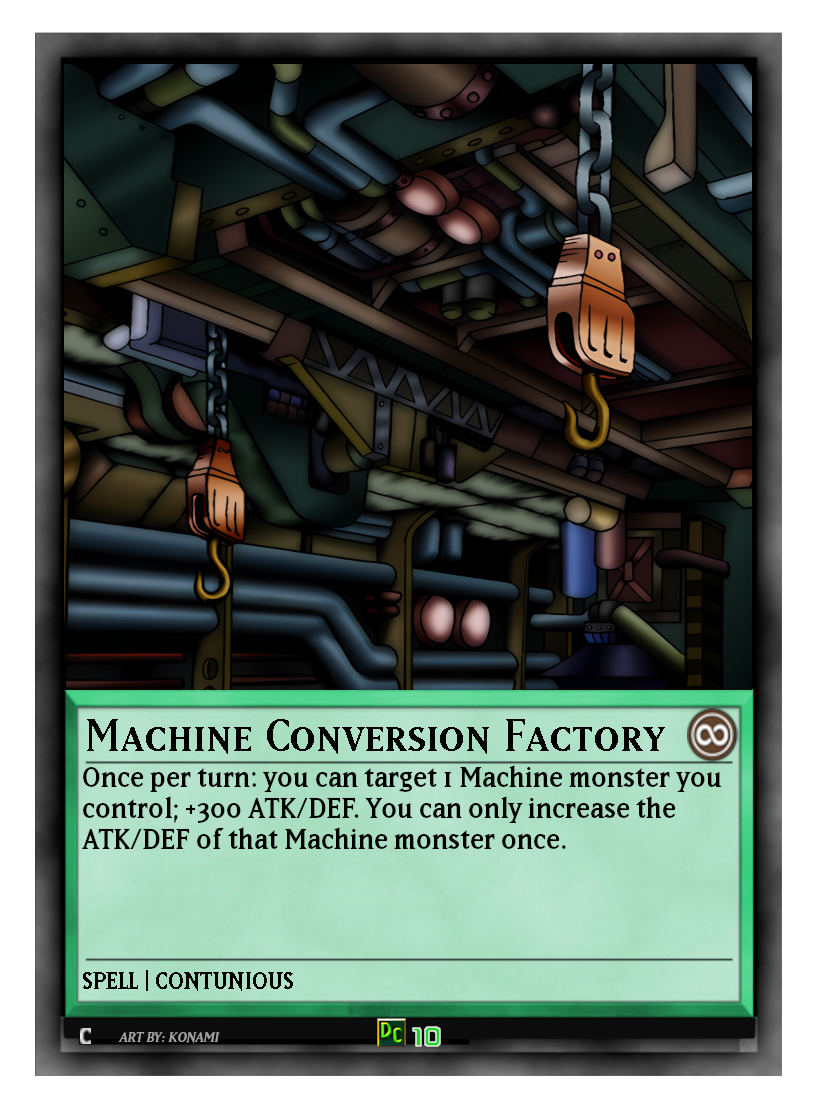 Machine Conversion Factory
Once per turn: you can target 1 Machine monster you
control; +300 ATK/DEF. You can only increase the
ATK/DEF of that Machine monster once.
SPELL | CONTUNIOUS
C ART BY: KONAMI DC 10